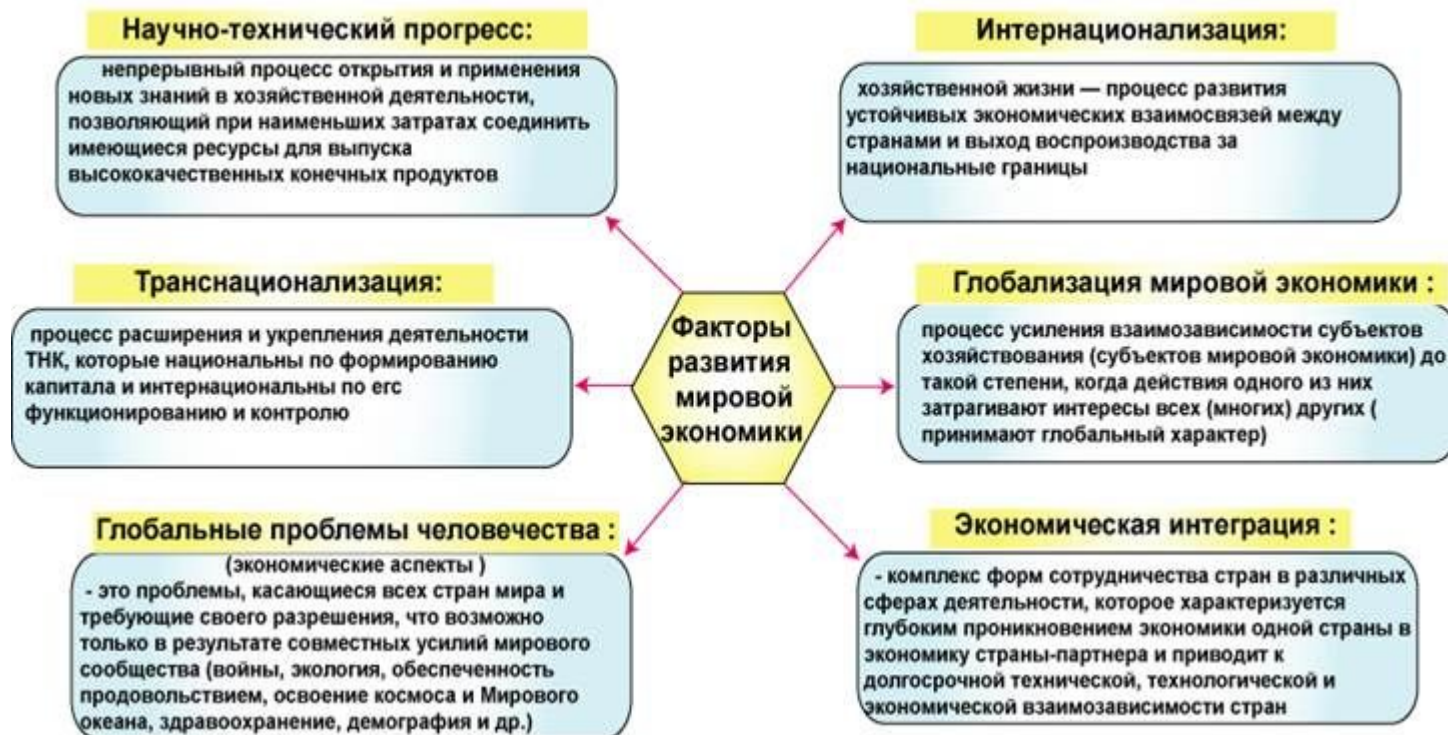 Научно-технический прогресс:
непрерывный процесс открытия и применения
новых знаний в хозяйственной деятельности,
позволяющий при наименьших затратах соединить
имеющиеся ресурсы для выпуска
высококачественных конечных продуктов
Интернационализация:
хозяйственной жизни — процесс развития
устойчивых экономических взаимосвязей между
странами и выход воспроизводства за
национальные границы
Транснационализация:
процесс расширения и укрепления деятельности
ТНК, которые национальны по формированию
капитала и интернациональны по егс
функционированию и контролю
Факторы
развития
мировой
экономики
Глобализация мировой экономики :
процесс усиления взаимозависимости субъектов
хозяйствования (субъектов мировой экономики) до
такой степени, когда действия одного из них
затрагивают интересы всех (многих) других (
принимают глобальный характер)
Глобальные проблемы человечества :
(экономические аспекты )
- это проблемы, касающиеся всех стран мира и
требующие своего разрешения, что возможно
только в результате совместных усилий мирового
сообщества (войны, экология, обеспеченность
продовольствием, освоение космоса и Мирового
океана, здравоохранение, демография и др.)
Экономическая интеграция :
- комплекс форм сотрудничества стран в различных
сферах деятельности, которое характеризуется
глубоким проникновением экономики одной страны в
экономику страны-партнера и приводит к
долгосрочной технической, технологической и
экономической взаимозависимости стран